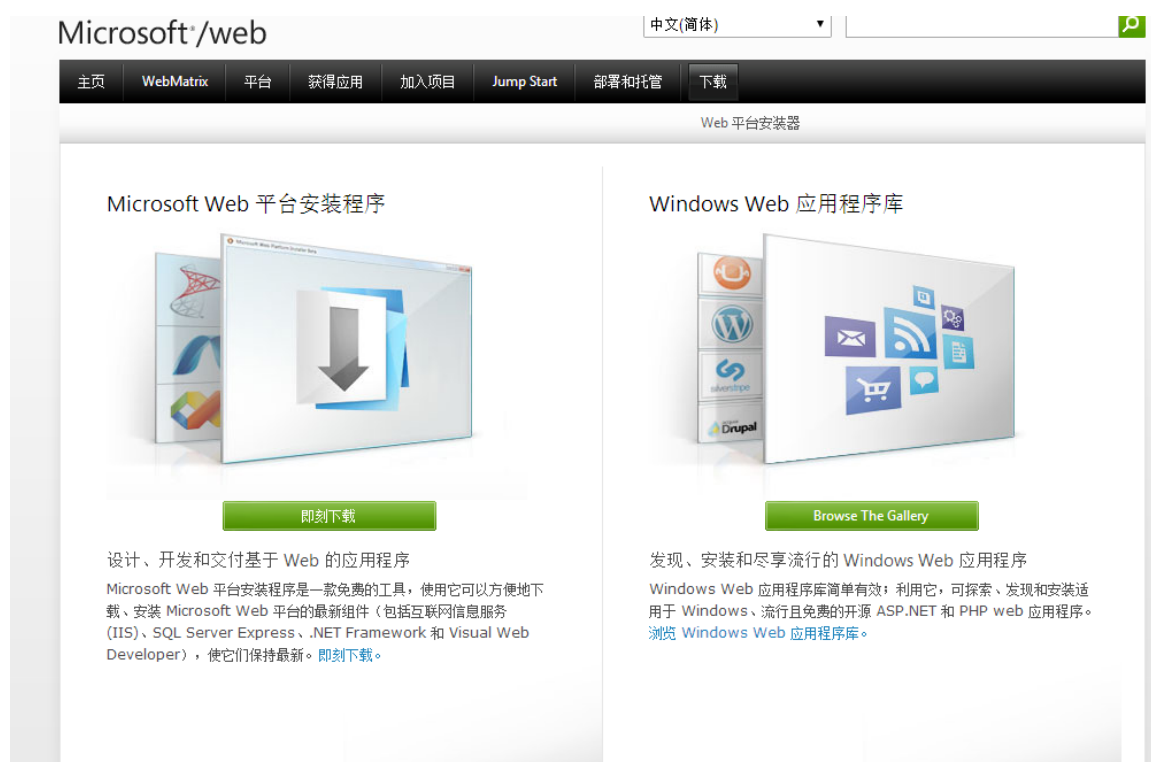 Microsoft®/web
中文(简体)
主页 WebMatrix 平台 获得应用 加入项目 Jump Start 部署和托管 下载
Web 平台安装器
Microsoft Web 平台安装程序
Microsoft Web Platform Installer Beta
即刻下载
设计、开发和交付基于 Web 的应用程序
Microsoft Web 平台安装程序是一款免费的工具，使用它可以方便地下
载、安装 Microsoft Web 平台的最新组件（包括互联网信息服务
(IIS)、SQL Server Express、.NET Framework 和 Visual Web
Developer），使它们保持最新。即刻下载。
Windows Web 应用程序库
silverstripe
Drupal
Browse The Gallery
发现、安装和尽享流行的 Windows Web 应用程序
Windows Web 应用程序库简单有效；利用它，可探索、发现和安装适
用于 Windows、流行且免费的开源 ASP.NET 和 PHP web 应用程序。
浏览 Windows Web 应用程序库。